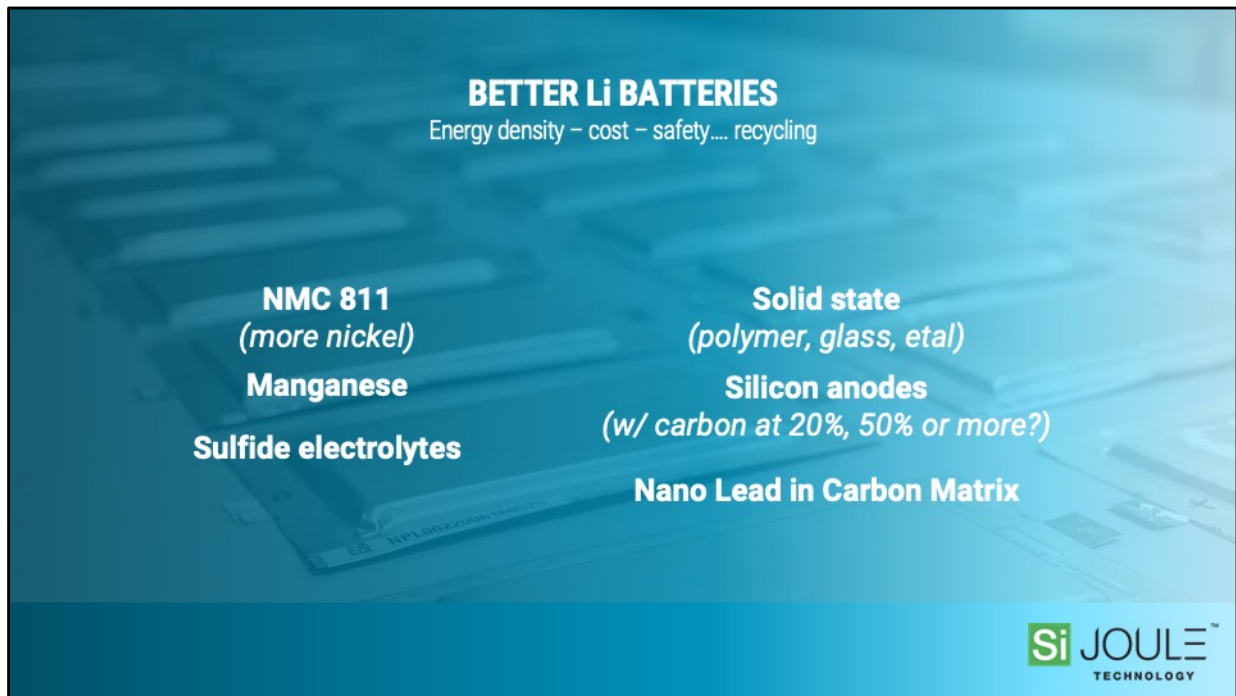 BETTER Li BATTERIES
Energy density – cost – safety.... recycling
NMC 811
(more nickel)
Manganese
Sulfide electrolytes
Solid state
(polymer, glass, etal)
Silicon anodes
(w/ carbon at 20%, 50% or more?)
Nano Lead in Carbon Matrix
Si JOULE™
TECHNOLOGY